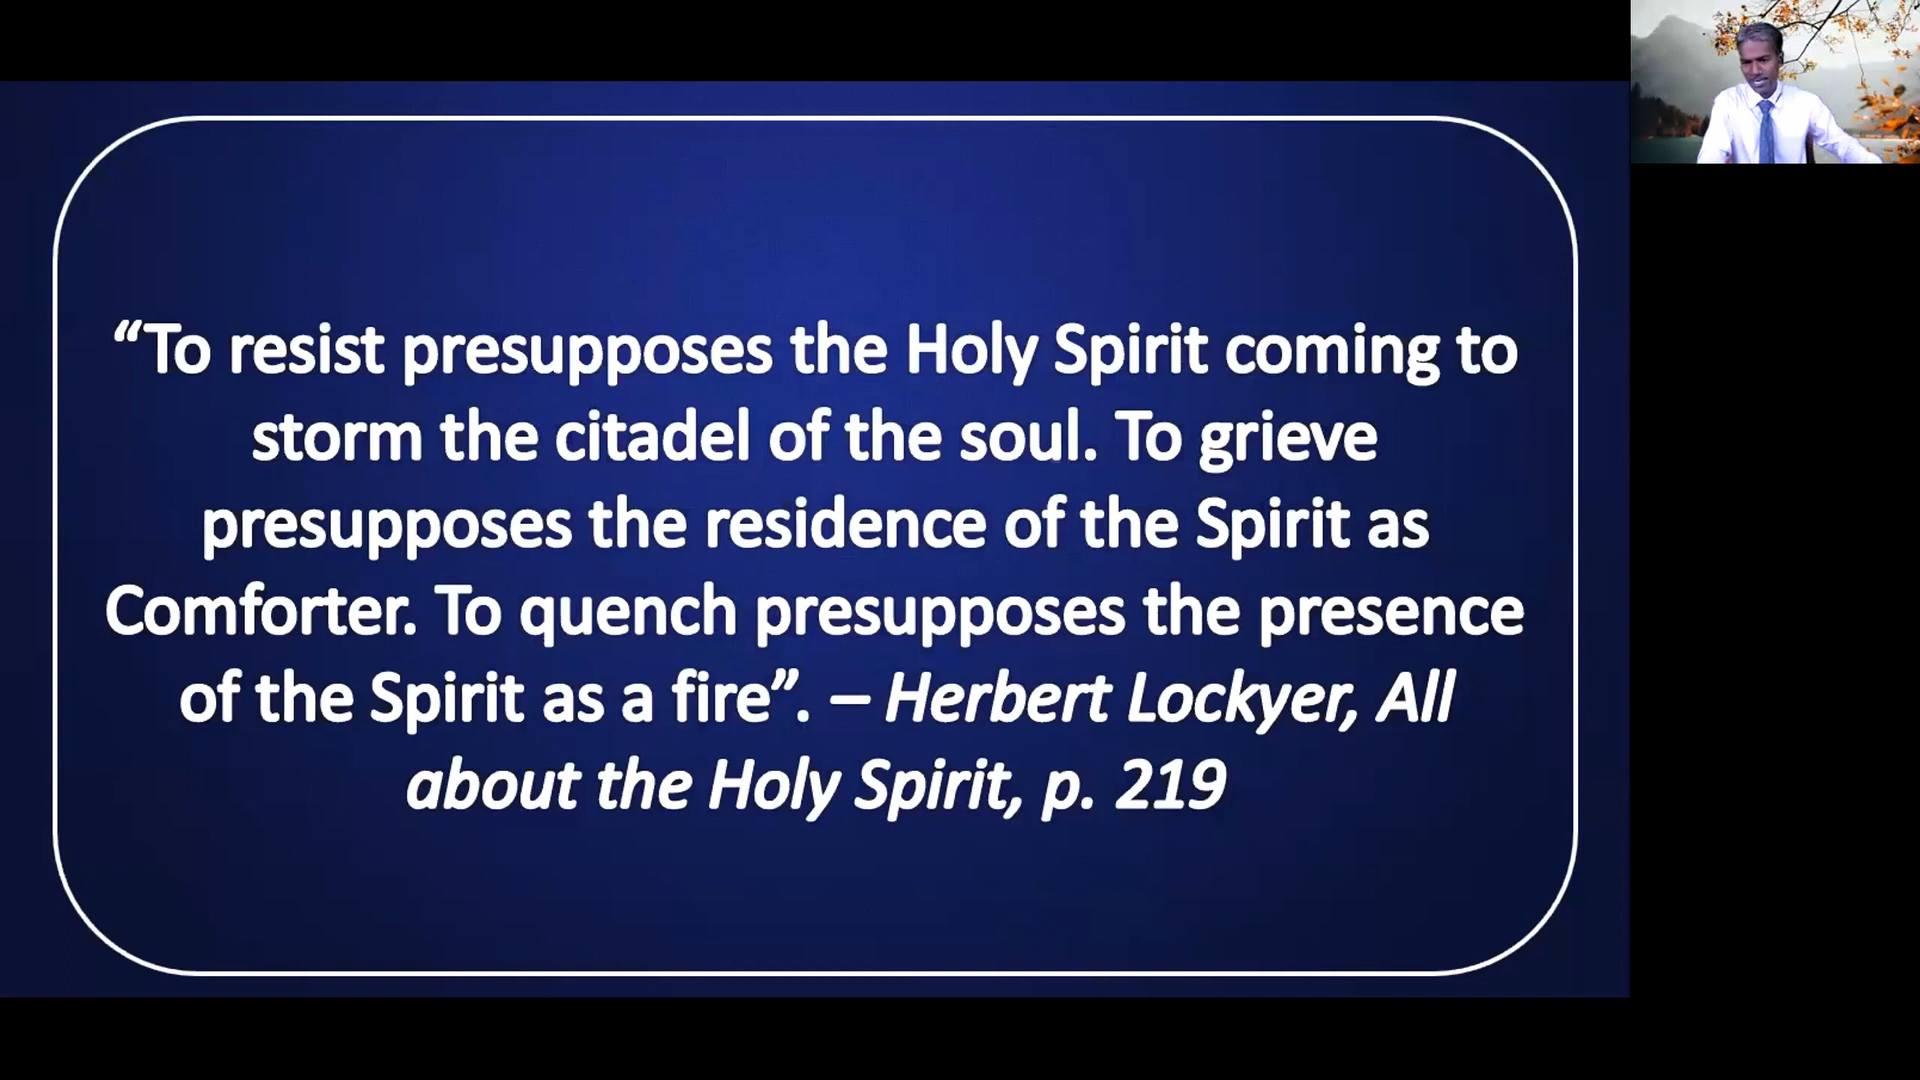 “To resist presupposes the Holy Spirit coming to
storm the citadel of the soul. To grieve
presupposes the residence of the Spirit as
Comforter. To quench presupposes the presence
of the Spirit as a fire”. – Herbert Lockyer, All
about the Holy Spirit, p. 219